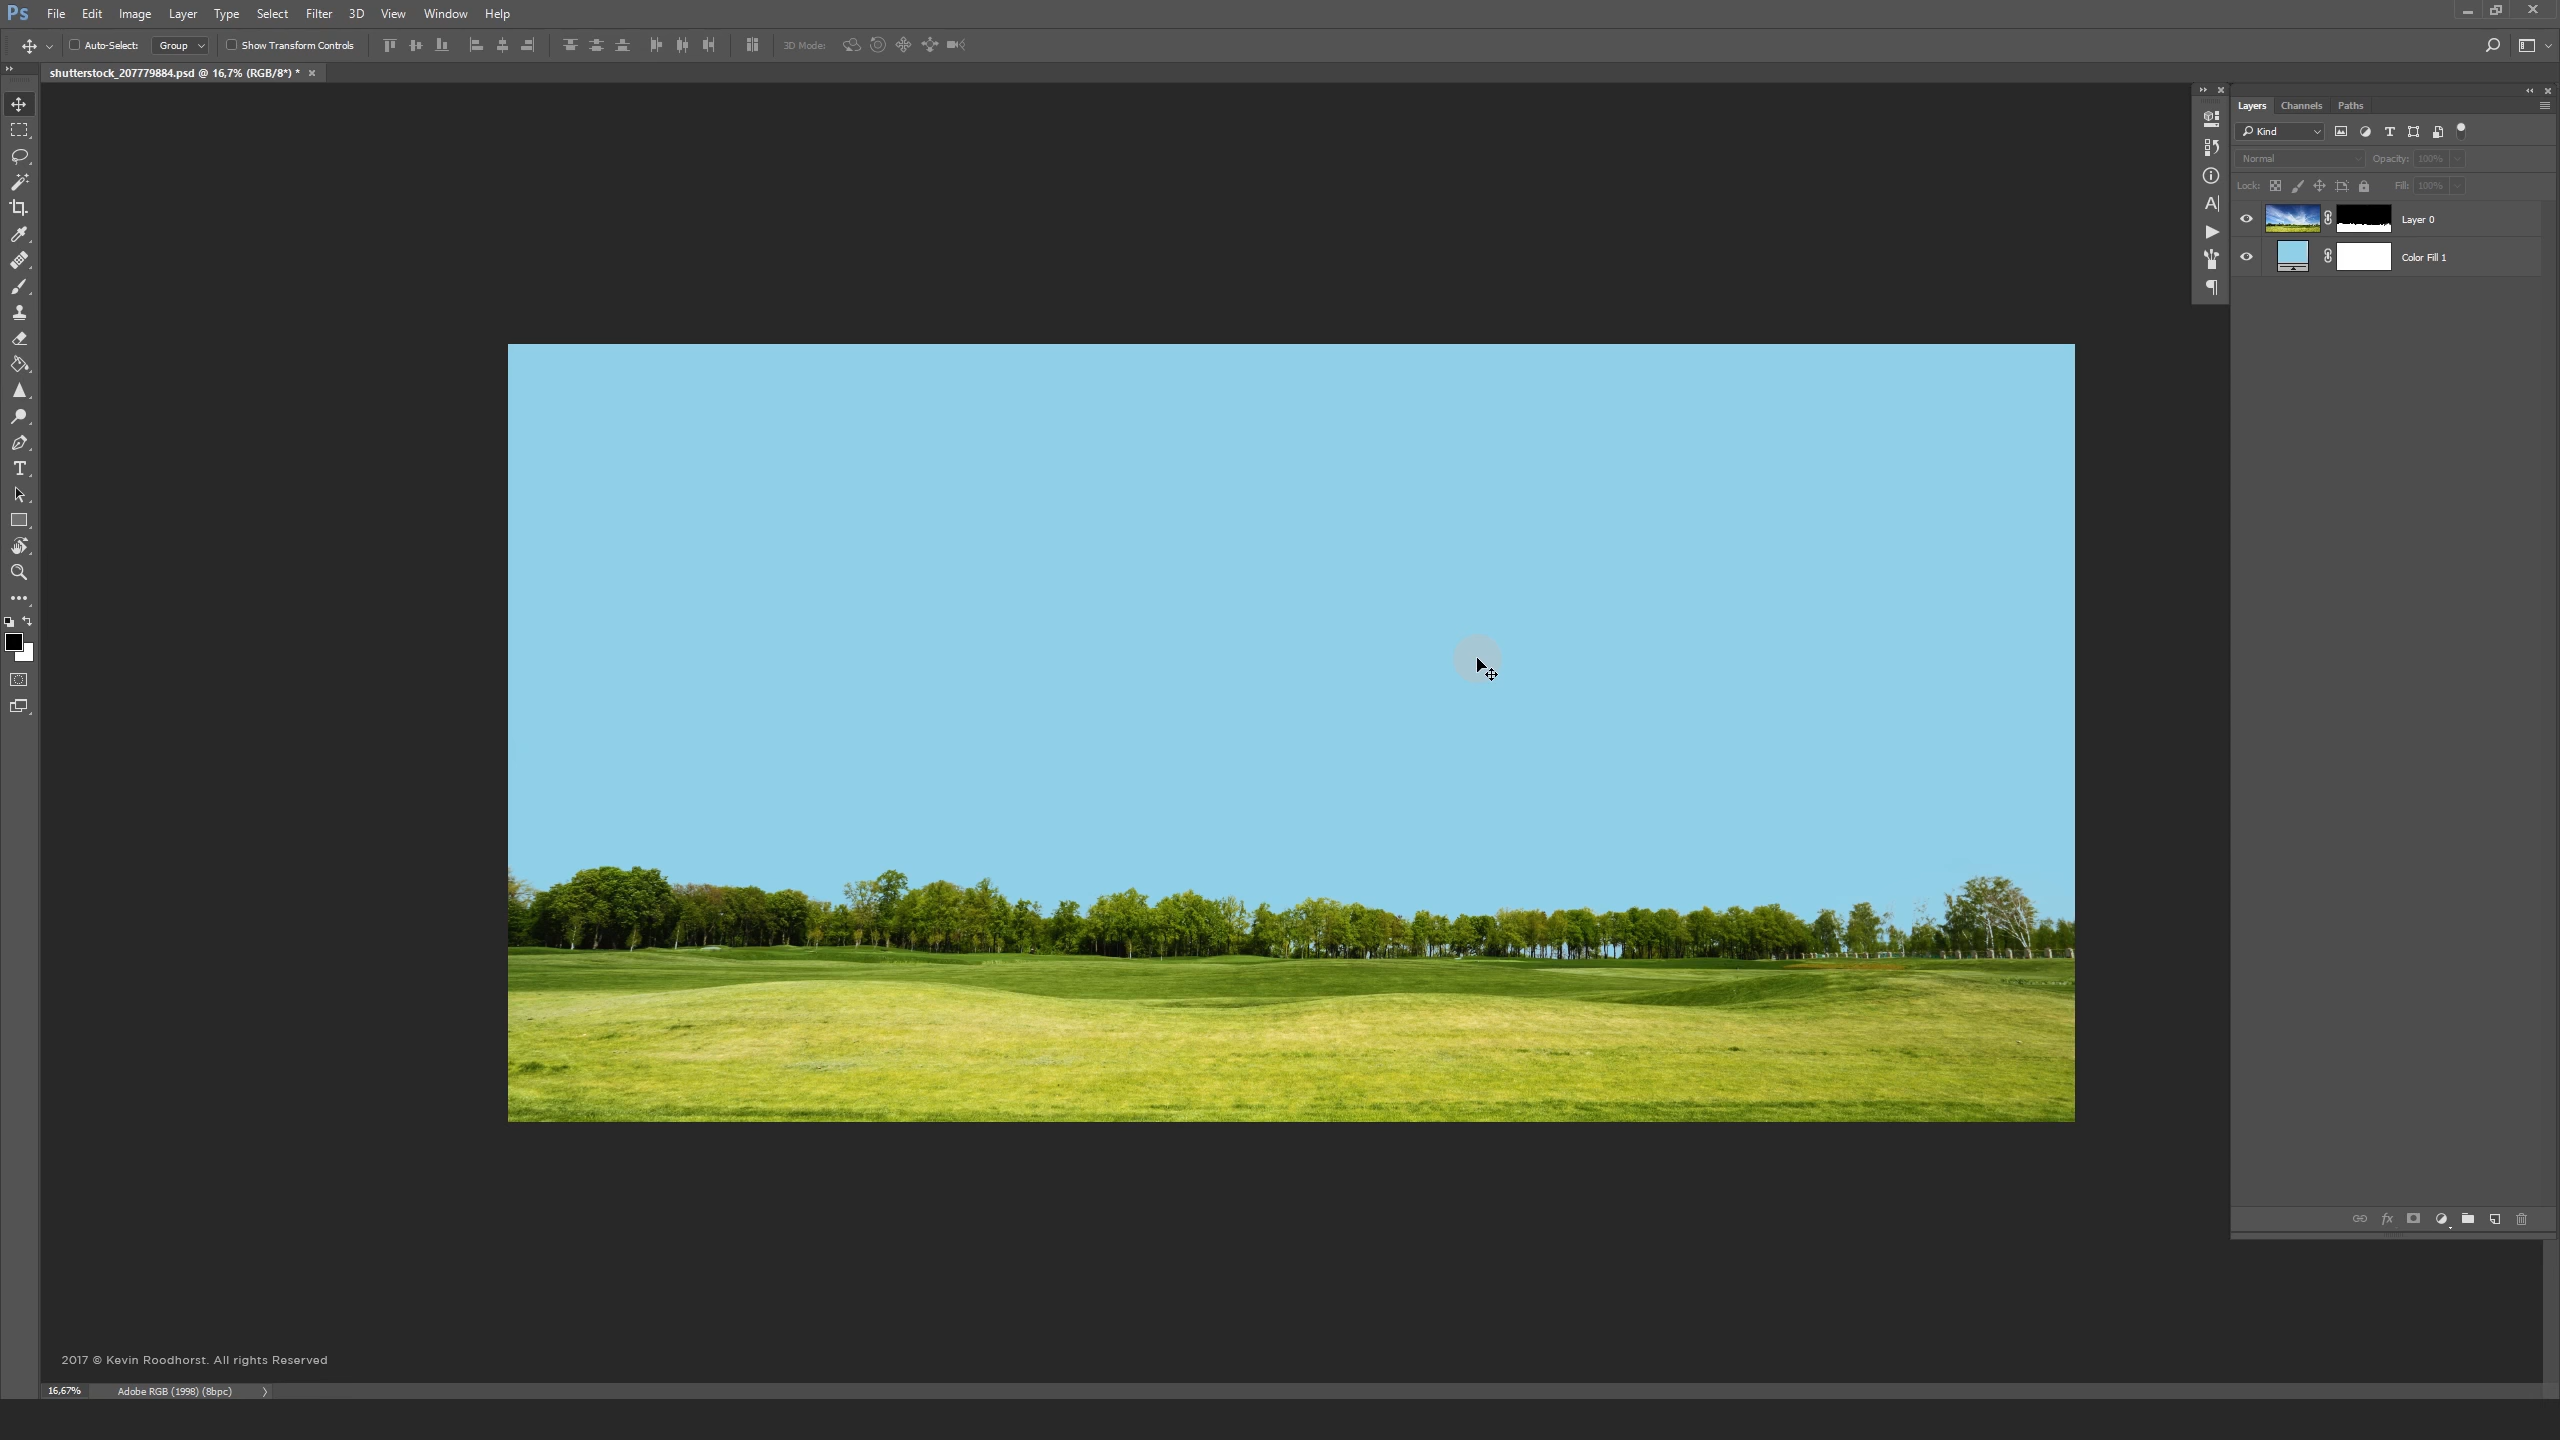 Ps File Edit Image Layer Type Select Filter 3D View Window Help
Auto-Select: Group Show Transform Controls 3D Mode:
shutterstock_207779884.psd @ 16,7% (RGB/8*) * ×
Layers Channels Paths
Kind
Normal Opacity: 100%
Lock: Fill: 100%
Layer 0
Color Fill 1
fx
2017 © Kevin Roodhorst. All rights Reserved
16,67% Adobe RGB (1998) (8bpc)